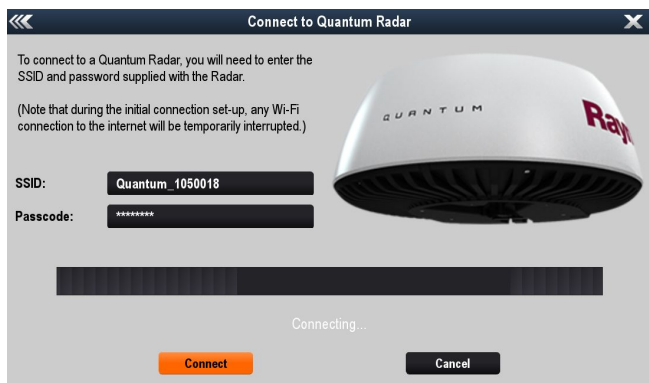 Connect to Quantum Radar
To connect to a Quantum Radar, you will need to enter the
SSID and password supplied with the Radar.
(Note that during the initial connection set-up, any Wi-Fi
connection to the internet will be temporarily interrupted.)
QUANTUM
Ray
SSID:
Quantum_1050018
Passcode:
********
Connecting...
Connect
Cancel